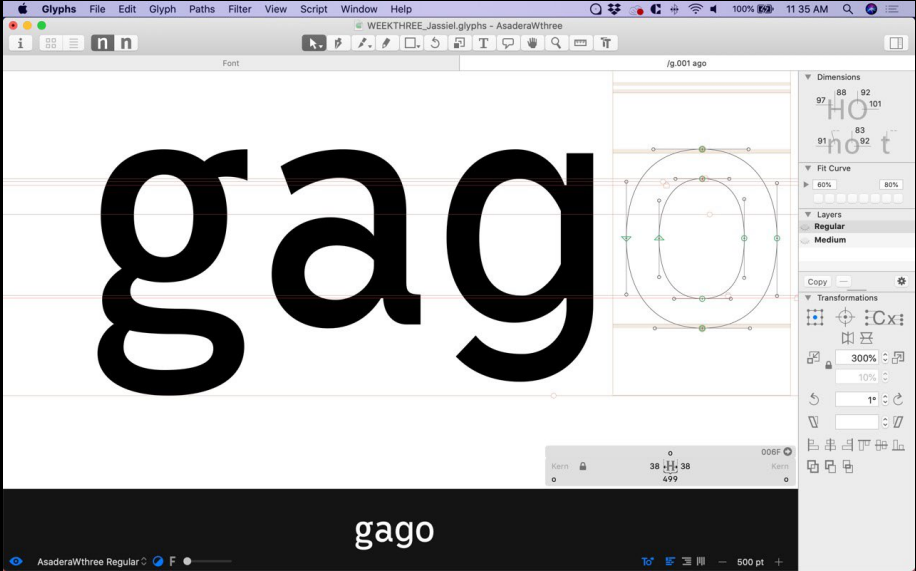 Glyphs File Edit Glyph Paths Filter View Script Window Help 100% 11 35 AM
WEEKTHREE_Jassiel.glyphs - AsaderaWthree
n n T
Font /g.001 ago
gago
Dimensions
88 92
97 HO 101
83
91 no 92 t
Fit Curve
60% 80%
Layers
Regular
Medium
Copy
Transformations
300%
10%
1°
o 006F
Kern 38 H 38 Kern
o 499 o
gago
AsaderaWthree Regular F 500 pt